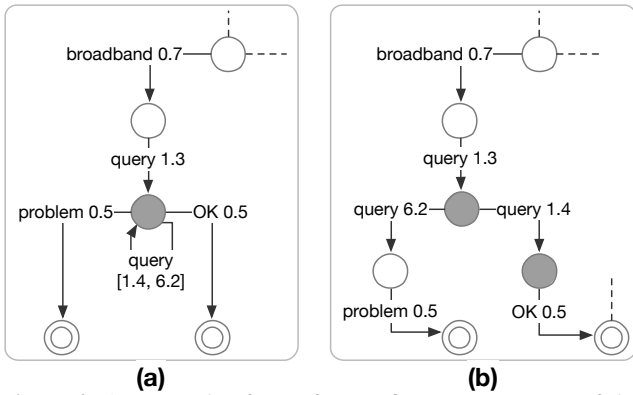 broadband 0.7
query 1.3
problem 0.5
OK 0.5
query
[1.4, 6.2]
(a)
broadband 0.7
query 1.3
query 6.2
query 1.4
problem 0.5
OK 0.5
(b)